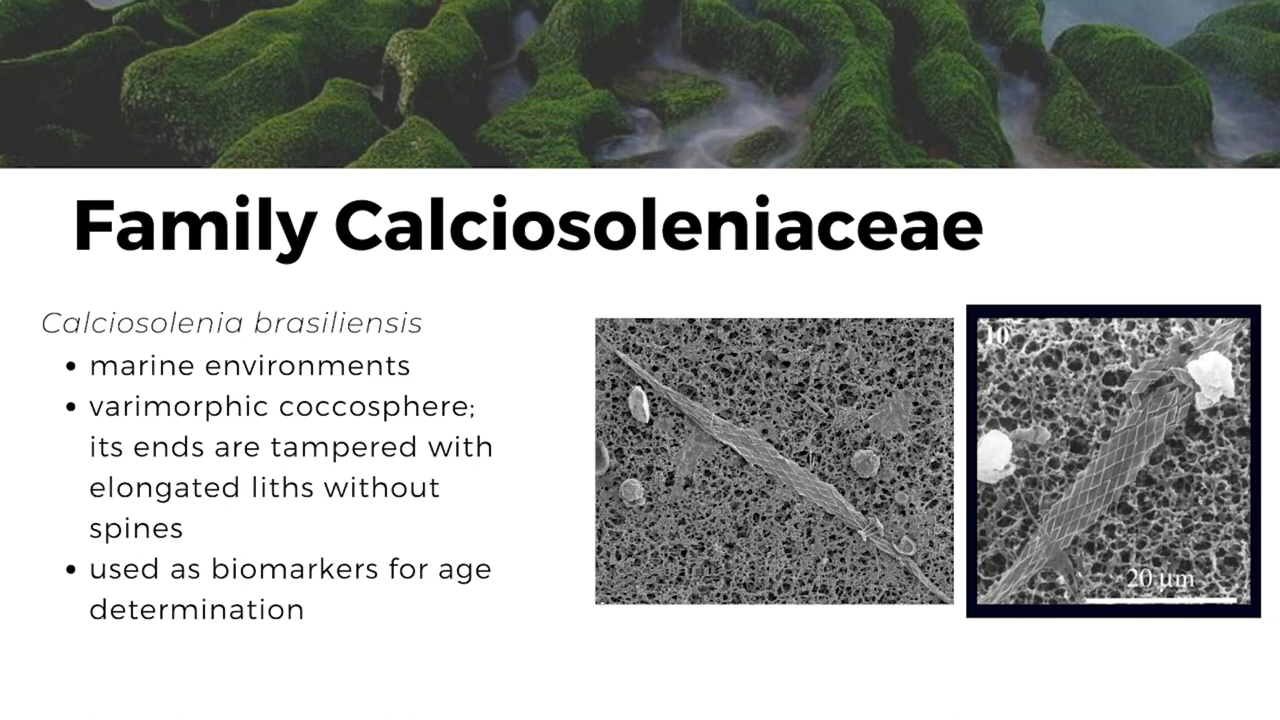 Family Calciosoleniaceae
Calciosolenia brasiliensis
• marine environments
• varimorphic coccosphere;
its ends are tampered with
elongated liths without
spines
• used as biomarkers for age
determination
10
20 µm